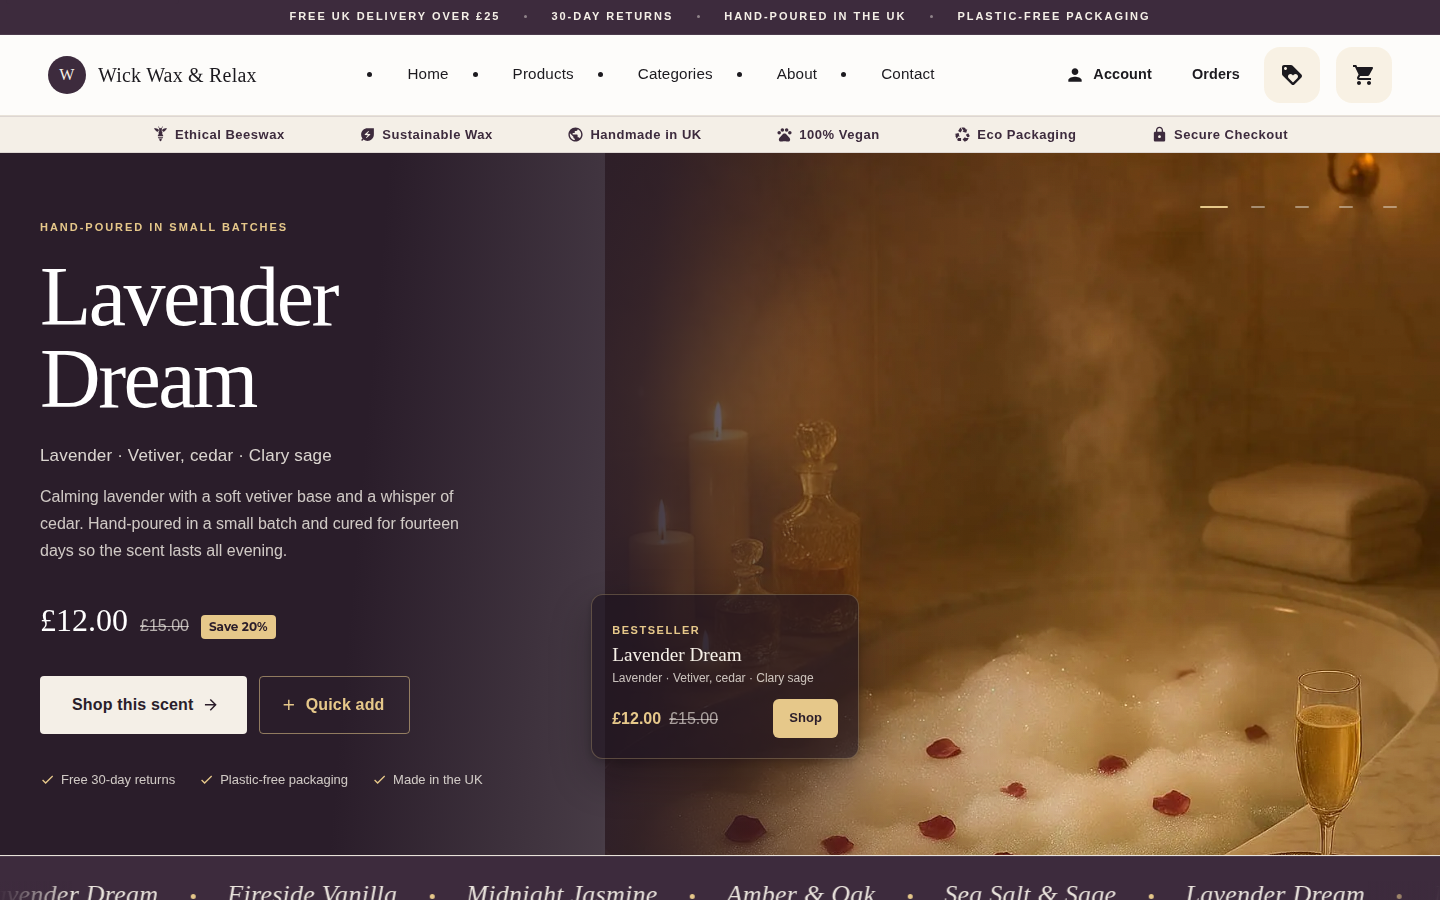 FREE UK DELIVERY OVER £25 • 30-DAY RETURNS • HAND-POURED IN THE UK • PLASTIC-FREE PACKAGING
W Wick Wax & Relax • Home • Products • Categories • About • Contact Account Orders
Ethical Beeswax Sustainable Wax Handmade in UK 100% Vegan Eco Packaging Secure Checkout
HAND-POURED IN SMALL BATCHES
Lavender
Dream
Lavender · Vetiver, cedar · Clary sage
Calming lavender with a soft vetiver base and a whisper of
cedar. Hand-poured in a small batch and cured for fourteen
days so the scent lasts all evening.
£12.00 £15.00 Save 20%
Shop this scent → + Quick add
Free 30-day returns Plastic-free packaging Made in the UK
BESTSELLER
Lavender Dream
Lavender · Vetiver, cedar · Clary sage
£12.00 £15.00 Shop
Dream • Fireside Vanilla • Midnight Jasmine • Amber & Oak • Sea Salt & Sage • Lavender Dream •